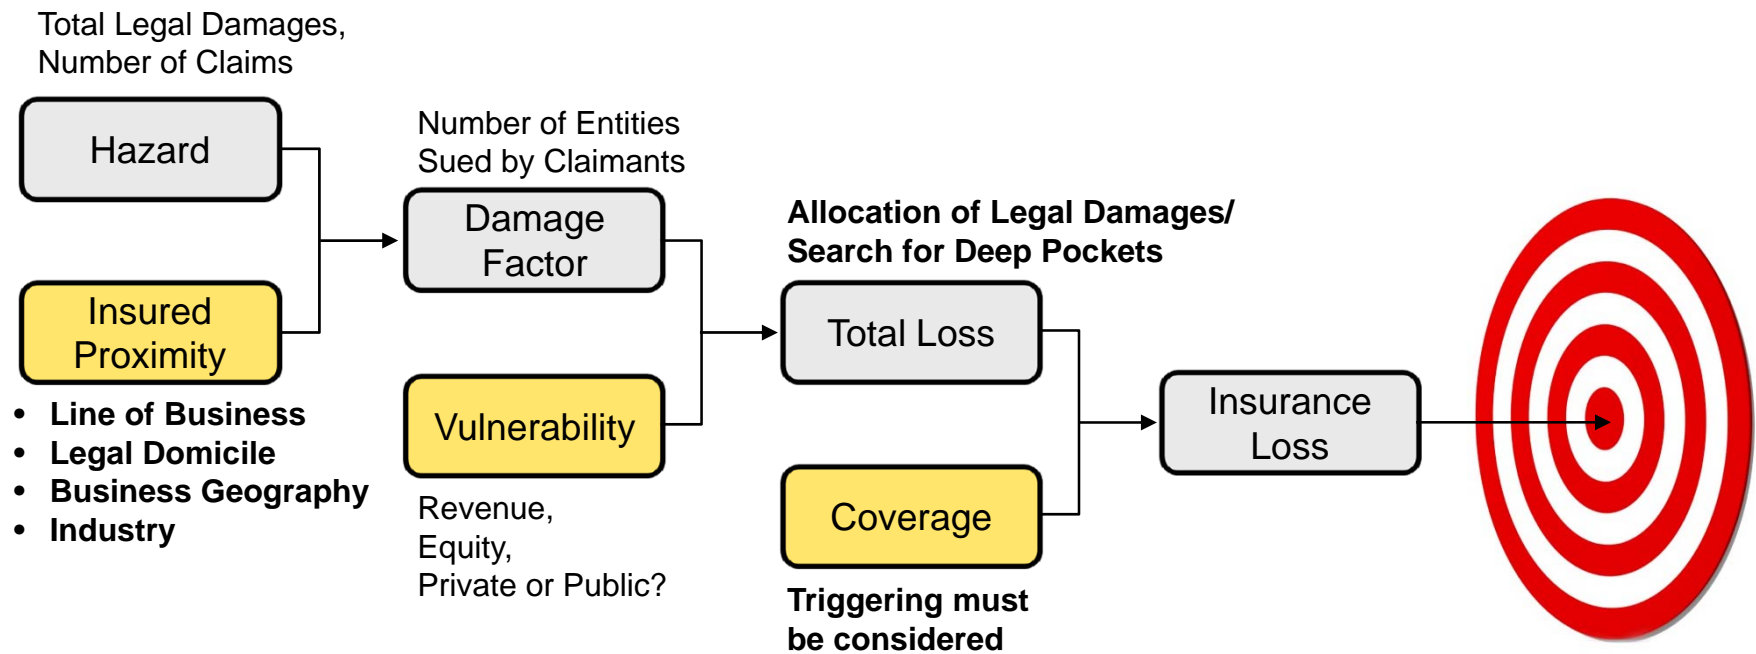 Total Legal Damages,
Number of Claims
Hazard
Insured
Proximity
• Line of Business
• Legal Domicile
• Business Geography
• Industry
Number of Entities
Sued by Claimants
Damage
Factor
Vulnerability
Revenue,
Equity,
Private or Public?
Allocation of Legal Damages/
Search for Deep Pockets
Total Loss
Coverage
Triggering must
be considered
Insurance
Loss